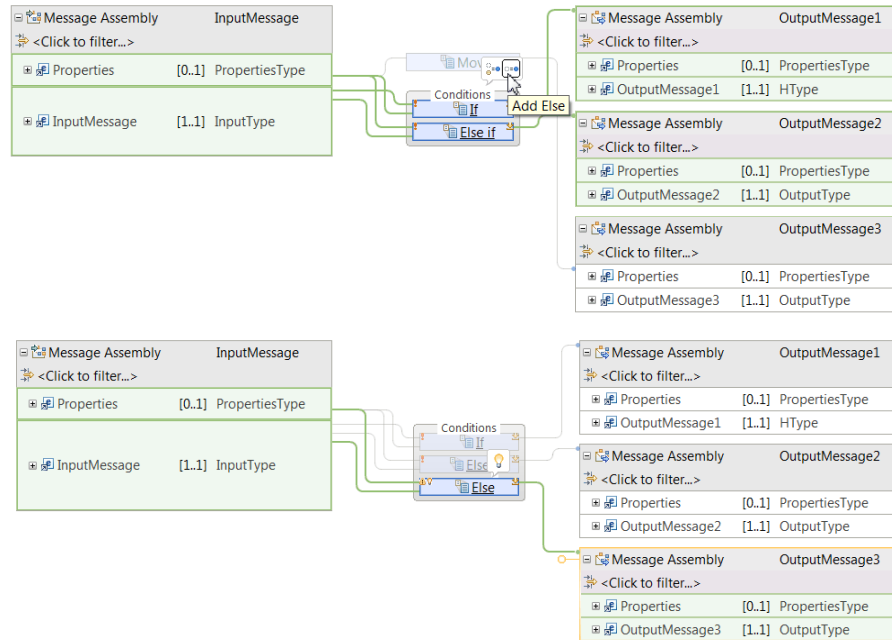 Message Assembly InputMessage
<Click to filter...>
Properties [0..1] PropertiesType
InputMessage [1..1] InputType
Mov
Conditions
If
Else if
Add Else
Message Assembly OutputMessage1
<Click to filter...>
Properties [0..1] PropertiesType
OutputMessage1 [1..1] HType
Message Assembly OutputMessage2
<Click to filter...>
Properties [0..1] PropertiesType
OutputMessage2 [1..1] OutputType
Message Assembly OutputMessage3
<Click to filter...>
Properties [0..1] PropertiesType
OutputMessage3 [1..1] OutputType
Message Assembly InputMessage
<Click to filter...>
Properties [0..1] PropertiesType
InputMessage [1..1] InputType
Conditions
If
Else
Else
Message Assembly OutputMessage1
<Click to filter...>
Properties [0..1] PropertiesType
OutputMessage1 [1..1] HType
Message Assembly OutputMessage2
<Click to filter...>
Properties [0..1] PropertiesType
OutputMessage2 [1..1] OutputType
Message Assembly OutputMessage3
<Click to filter...>
Properties [0..1] PropertiesType
OutputMessage3 [1..1] OutputType